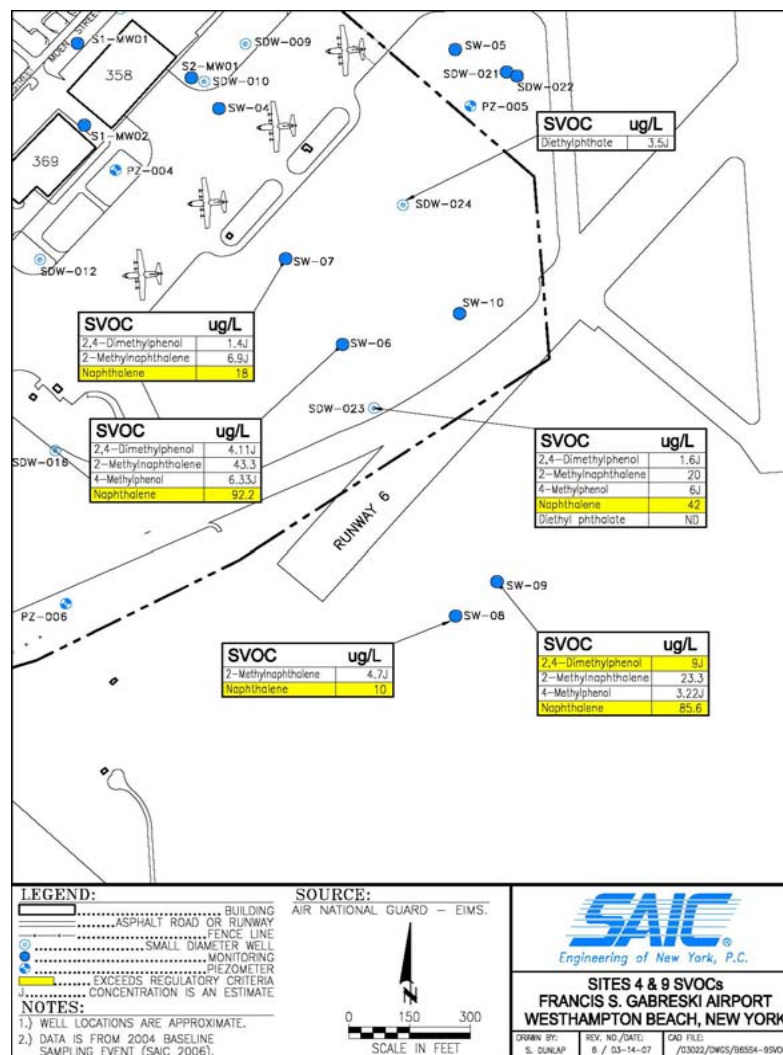 MOEN STREET
S1-MW01
358
S2-MW01
SDW-009
SDW-010
SW-04
SW-05
SDW-021
SDW-022
PZ-005
S1-MW02
369
PZ-004
SVOC ug/L
Diethylphthate 3.5J
SDW-024
SDW-012
SW-07
SW-10
SVOC ug/L
2,4-Dimethylphenol 1.4J
2-Methylnaphthalene 6.9J
Naphthalene 18
SW-06
SDW-023
SVOC ug/L
2,4-Dimethylphenol 4.11J
2-Methylnaphthalene 43.3
4-Methylphenol 6.33J
Naphthalene 92.2
SVOC ug/L
2,4-Dimethylphenol 1.6J
2-Methylnaphthalene 20
4-Methylphenol 6J
Naphthalene 42
Diethyl phthalate ND
RUNWAY 6
SW-09
SW-08
PZ-006
SVOC ug/L
2-Methylnaphthalene 4.7J
Naphthalene 10
SVOC ug/L
2,4-Dimethylphenol 9J
2-Methylnaphthalene 23.3
4-Methylphenol 3.22J
Naphthalene 85.6
LEGEND:
BUILDING
ASPHALT ROAD OR RUNWAY
FENCE LINE
SMALL DIAMETER WELL
MONITORING
PIEZOMETER
EXCEEDS REGULATORY CRITERIA
J CONCENTRATION IS AN ESTIMATE
NOTES:
1.) WELL LOCATIONS ARE APPROXIMATE.
2.) DATA IS FROM 2004 BASELINE
SAMPLING EVENT (SAIC 2006).
SOURCE:
AIR NATIONAL GUARD - EIMS.
N
0 150 300
SCALE IN FEET
SAIC®
Engineering of New York, P.C.
SITES 4 & 9 SVOCs
FRANCIS S. GABRESKI AIRPORT
WESTHAMPTON BEACH, NEW YORK
DRAWN BY: REV. NO./DATE: CAD FILE:
S. DUNLAP 6 / 03-14-07